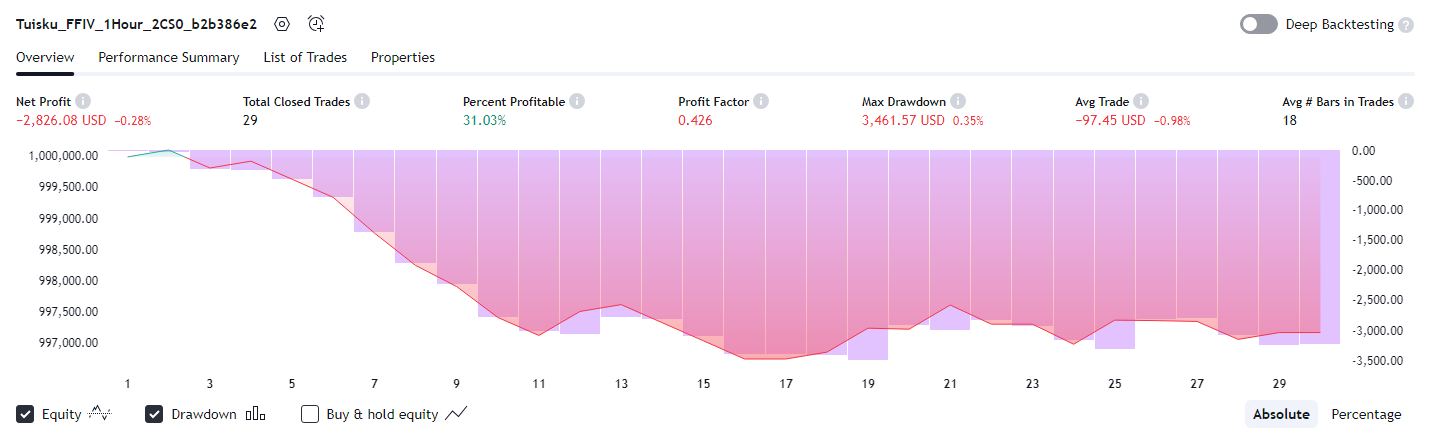 Tuisku_FFIV_1Hour_2CS0_b2b386e2 Deep Backtesting ?
Overview Performance Summary List of Trades Properties
Net Profit i Total Closed Trades i Percent Profitable i Profit Factor i Max Drawdown i Avg Trade i Avg # Bars in Trades i
−2,826.08 USD −0.28% 29 31.03% 0.426 3,461.57 USD 0.35% −97.45 USD −0.98% 18
1,000,000.00 0.00
999,500.00 -500.00
999,000.00 -1,000.00
998,500.00 -1,500.00
998,000.00 -2,000.00
997,500.00 -2,500.00
997,000.00 -3,000.00
-3,500.00
1 3 5 7 9 11 13 15 17 19 21 23 25 27 29
Equity Drawdown Buy & hold equity Absolute Percentage